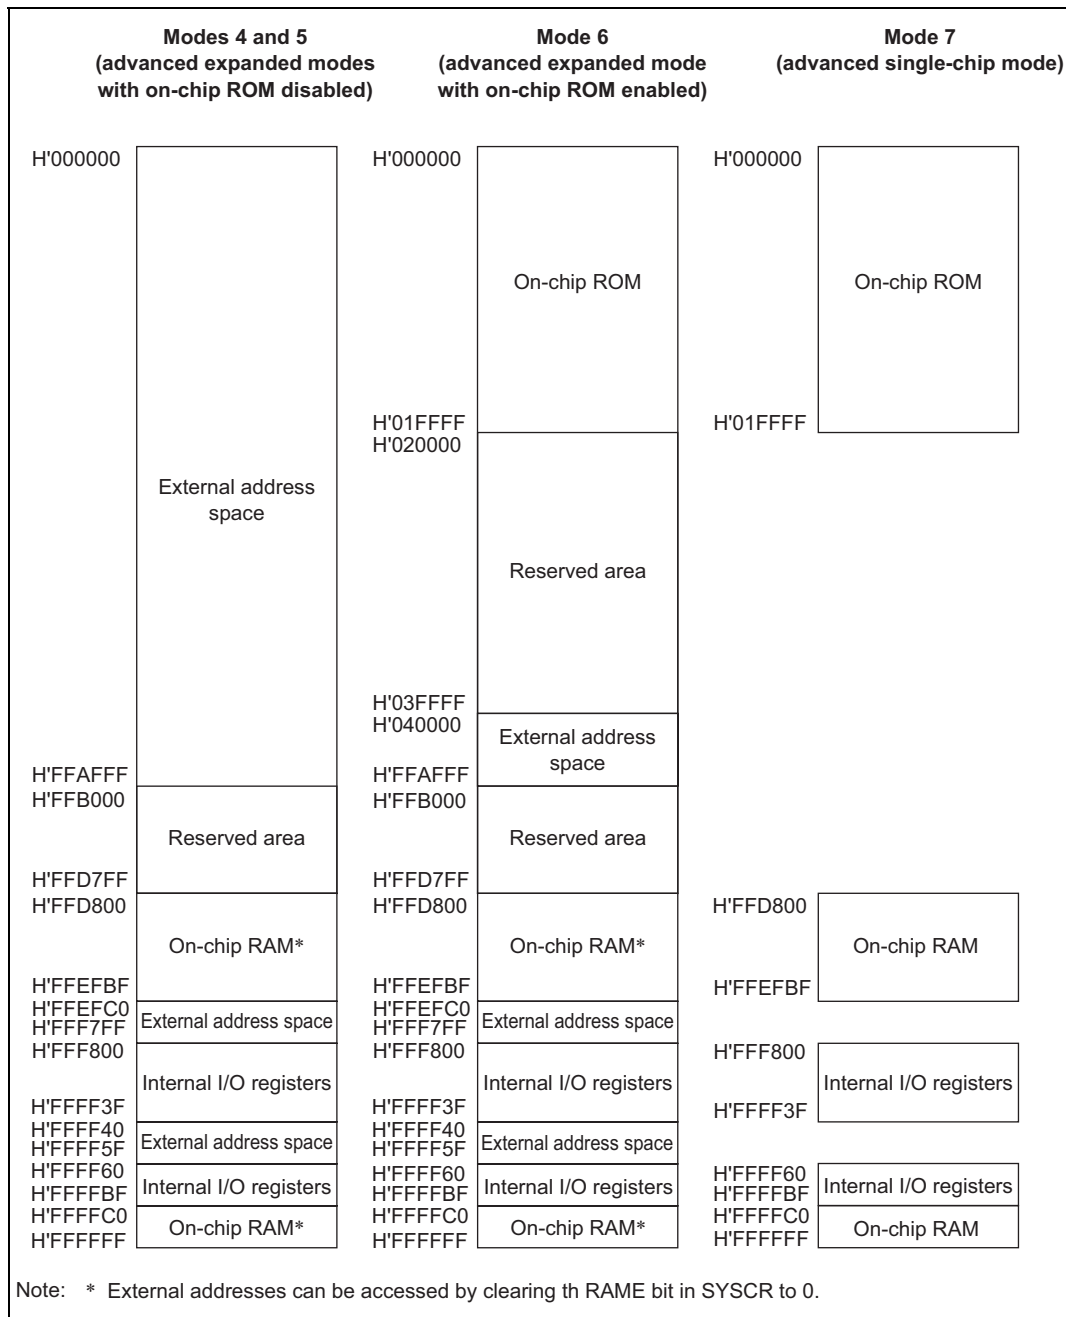 Modes 4 and 5
(advanced expanded modes
with on-chip ROM disabled)
Mode 6
(advanced expanded mode
with on-chip ROM enabled)
Mode 7
(advanced single-chip mode)
H'000000
External address
space
H'FFAFFF
H'FFB000
Reserved area
H'FFD7FF
H'FFD800
On-chip RAM*
H'FFEFBF
H'FFEFC0
External address space
H'FFF7FF
H'FFF800
Internal I/O registers
H'FFFF3F
H'FFFF40
External address space
H'FFFF5F
H'FFFF60
Internal I/O registers
H'FFFFBF
H'FFFFC0
On-chip RAM*
H'FFFFFF
H'000000
On-chip ROM
H'01FFFF
H'020000
Reserved area
H'03FFFF
H'040000
External address
space
H'FFAFFF
H'FFB000
Reserved area
H'FFD7FF
H'FFD800
On-chip RAM*
H'FFEFBF
H'FFEFC0
External address space
H'FFF7FF
H'FFF800
Internal I/O registers
H'FFFF3F
H'FFFF40
External address space
H'FFFF5F
H'FFFF60
Internal I/O registers
H'FFFFBF
H'FFFFC0
On-chip RAM*
H'FFFFFF
H'000000
On-chip ROM
H'01FFFF
H'FFD800
On-chip RAM
H'FFEFBF
H'FFF800
Internal I/O registers
H'FFFF3F
H'FFFF60
Internal I/O registers
H'FFFFBF
H'FFFFC0
On-chip RAM
H'FFFFFF
Note: * External addresses can be accessed by clearing th RAME bit in SYSCR to 0.